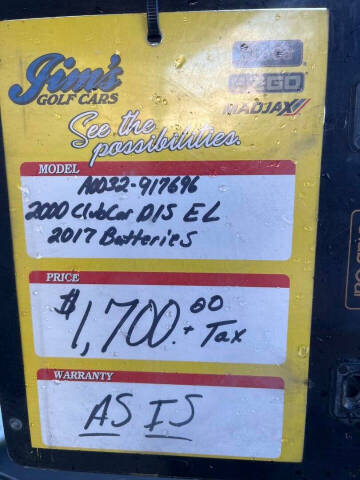 Jim's
GOLF CARS
E-Z-GO
MADJAX
See the
possibilities.
MODEL
A0032-917696
2000 ClubCar DIS EL
2017 Batteries
PRICE
$1,700.00 + Tax
WARRANTY
AS IS